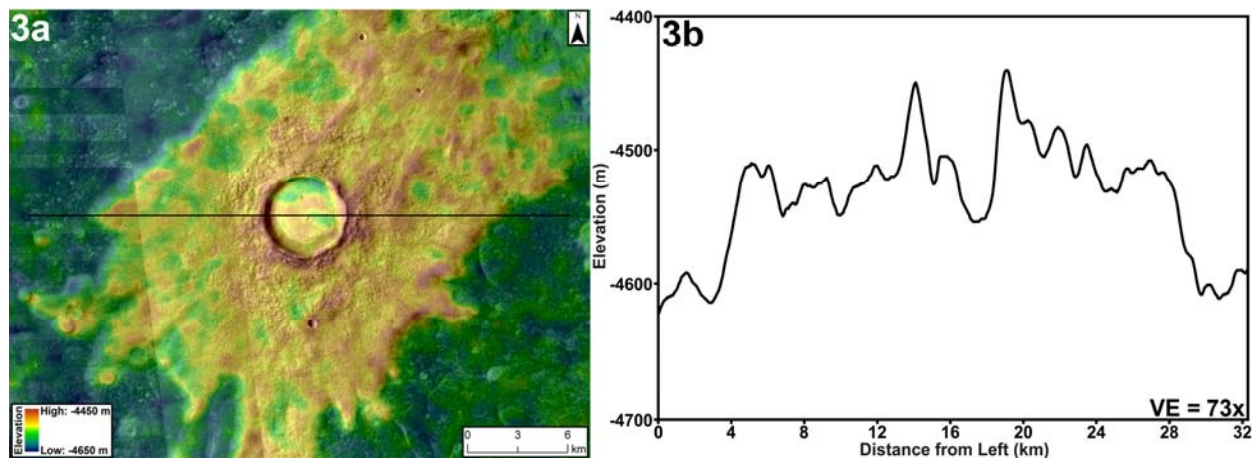 3a
N
Elevation
High: -4450 m
Low: -4650 m
0 3 6
km
3b
-4400
-4500
-4600
-4700
Elevation (m)
VE = 73x
0 4 8 12 16 20 24 28 32
Distance from Left (km)